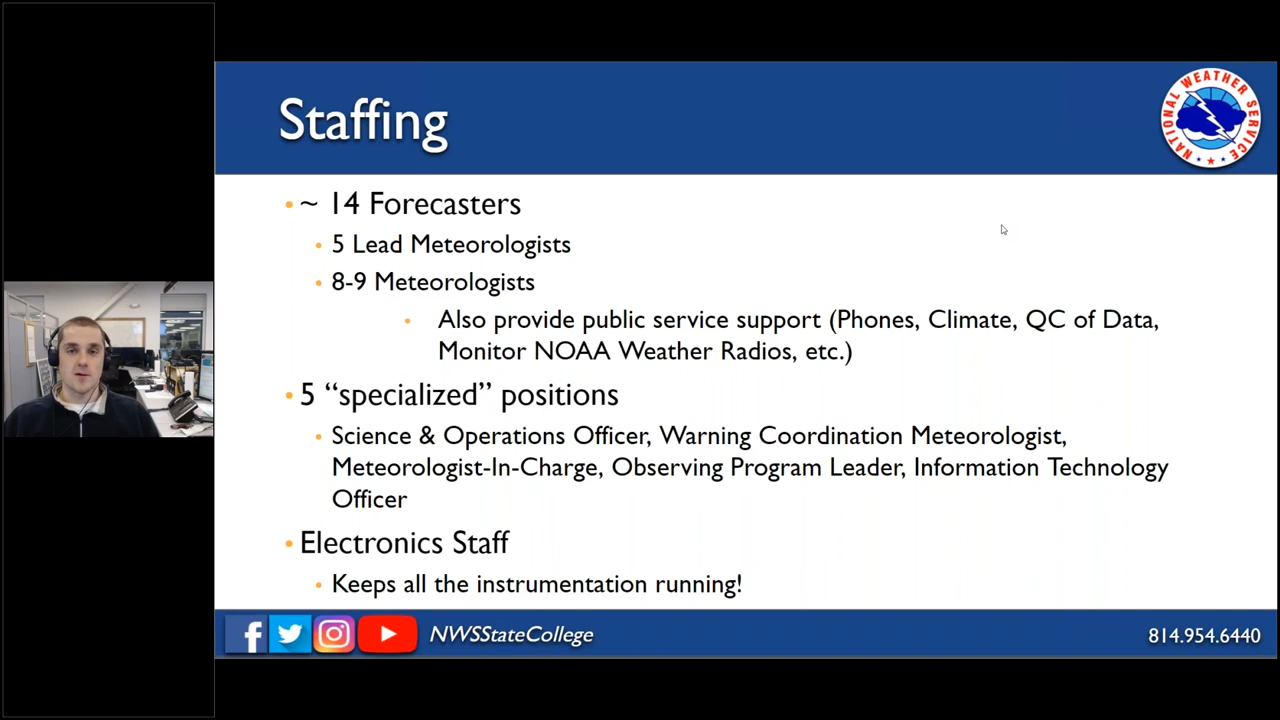 Staffing
NATIONAL WEATHER SERVICE
~ 14 Forecasters
5 Lead Meteorologists
8-9 Meteorologists
Also provide public service support (Phones, Climate, QC of Data,
Monitor NOAA Weather Radios, etc.)
5 “specialized” positions
Science & Operations Officer, Warning Coordination Meteorologist,
Meteorologist-In-Charge, Observing Program Leader, Information Technology
Officer
Electronics Staff
Keeps all the instrumentation running!
NWSStateCollege
814.954.6440